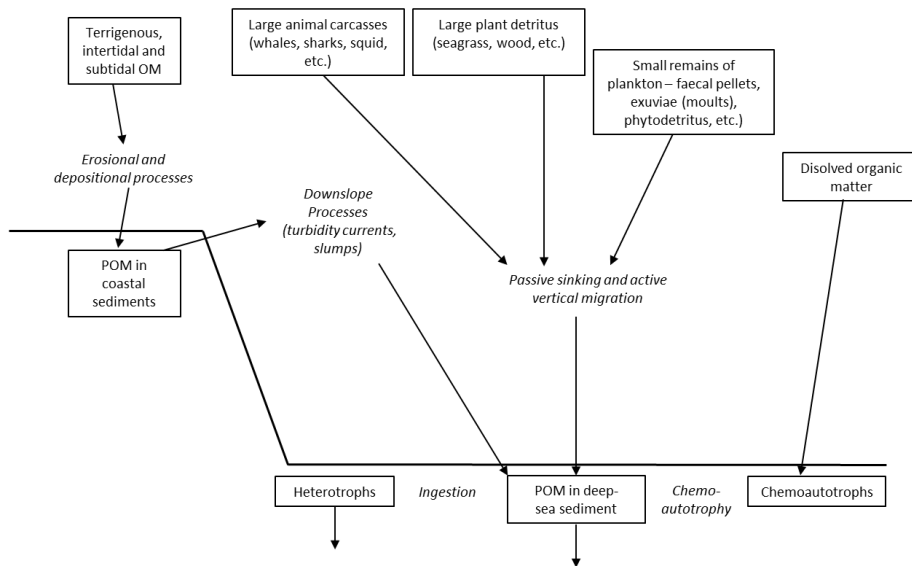 Terrigenous,
intertidal and
subtidal OM
Large animal carcasses
(whales, sharks, squid,
etc.)
Large plant detritus
(seagrass, wood, etc.)
Small remains of
plankton – faecal pellets,
exuviae (moults),
phytodetritus, etc.)
Erosional and
depositional processes
Disolved organic
matter
Downslope
Processes
(turbidity currents,
slumps)
POM in
coastal
sediments
Passive sinking and active
vertical migration
Heterotrophs
Ingestion
POM in deep-
sea sediment
Chemo-
autotrophy
Chemoautotrophs